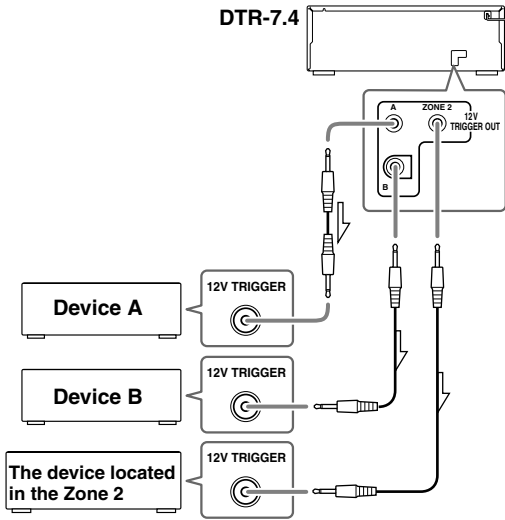 DTR-7.4
A
ZONE 2
12V
TRIGGER OUT
B
12V TRIGGER
Device A
12V TRIGGER
Device B
12V TRIGGER
The device located
in the Zone 2